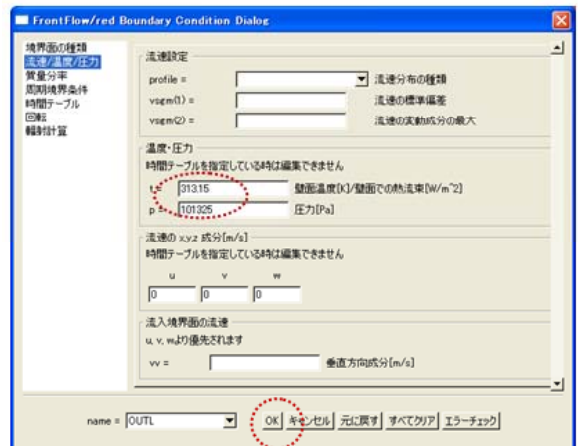 FrontFlow/red Boundary Condition Dialog
境界面の種類
流速/温度/圧力
質量分率
周期境界条件
時間テーブル
回転
輻射計算
流速設定
profile = 流速分布の種類
vsgm(1) = 流速の標準偏差
vsgm(2) = 流速の変動成分の最大
温度・圧力
時間テーブルを指定している時は編集できません
t = 313.15 壁面温度[K]/壁面での熱流束[W/m^2]
p = 101325 圧力[Pa]
流速の x,y,z 成分[m/s]
時間テーブルを指定している時は編集できません
u v w
0 0 0
流入境界面の流速
u, v, wより優先されます
vv = 垂直方向成分[m/s]
name = OUTL OK キャンセル 元に戻す すべてクリア エラーチェック